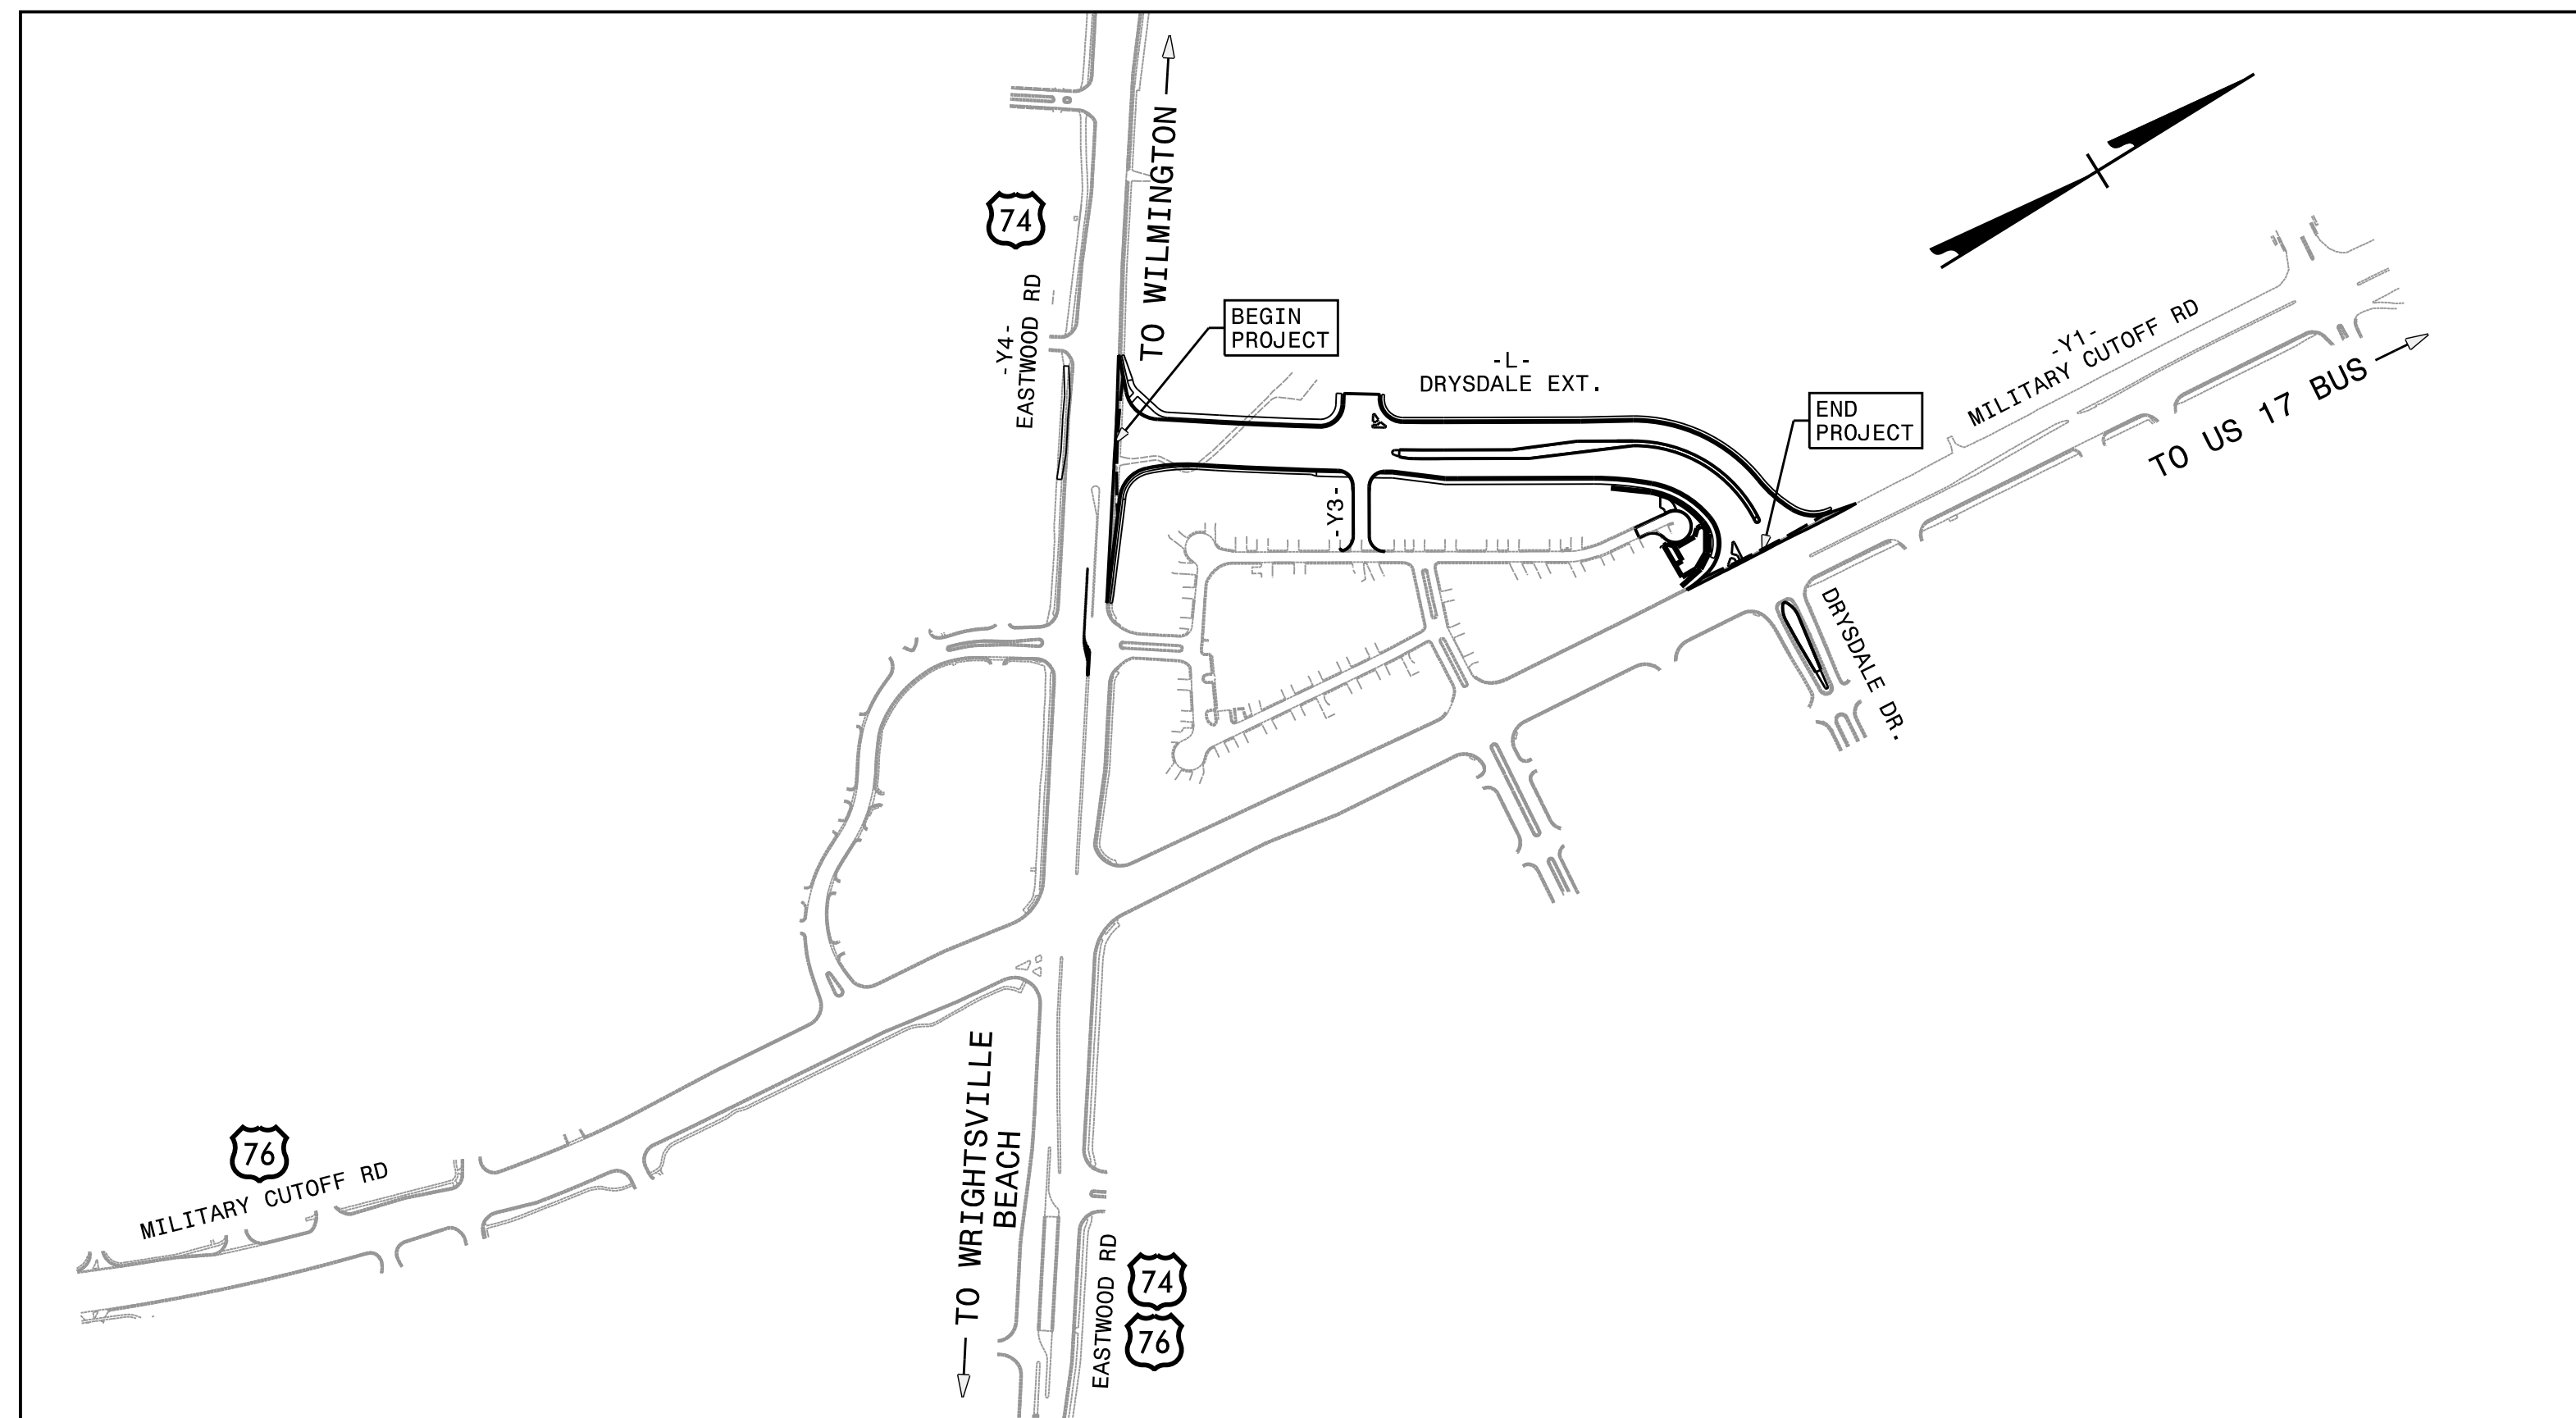 TO WILMINGTON
74
-Y4-
EASTWOOD RD
BEGIN
PROJECT
-L-
DRYSDALE EXT.
END
PROJECT
-Y1-
MILITARY CUTOFF RD
TO US 17 BUS
-Y3-
DRYSDALE DR.
76
MILITARY CUTOFF RD
TO WRIGHTSVILLE
BEACH
EASTWOOD RD
74
76